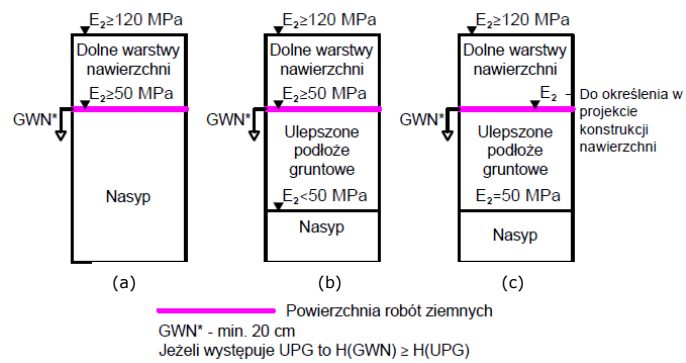 E₂≥120 MPa
Dolne warstwy
nawierzchni
E₂≥50 MPa
GWN*
Nasyp
(a)
E₂≥120 MPa
Dolne warstwy
nawierzchni
E₂≥50 MPa
GWN*
Ulepszone
podłoże
gruntowe
E₂<50 MPa
Nasyp
(b)
E₂≥120 MPa
Dolne warstwy
nawierzchni
E₂ – Do określenia w
projekcie
konstrukcji
nawierzchni
GWN*
Ulepszone
podłoże
gruntowe
E₂=50 MPa
Nasyp
(c)
Powierzchnia robót ziemnych
GWN* - min. 20 cm
Jeżeli występuje UPG to H(GWN) ≥ H(UPG)